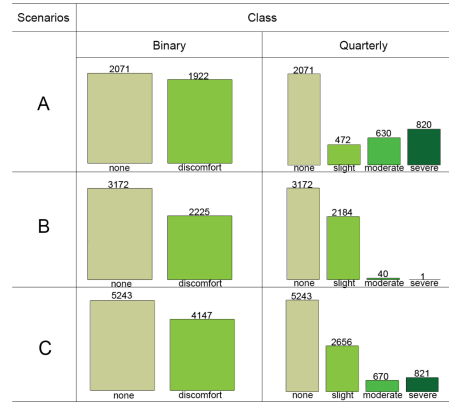 Scenarios Class
Binary Quarterly
A
2071 1922
none discomfort
2071 472 630 820
none slight moderate severe
B
3172 2225
none discomfort
3172 2184 40 1
none slight moderate severe
C
5243 4147
none discomfort
5243 2656 670 821
none slight moderate severe